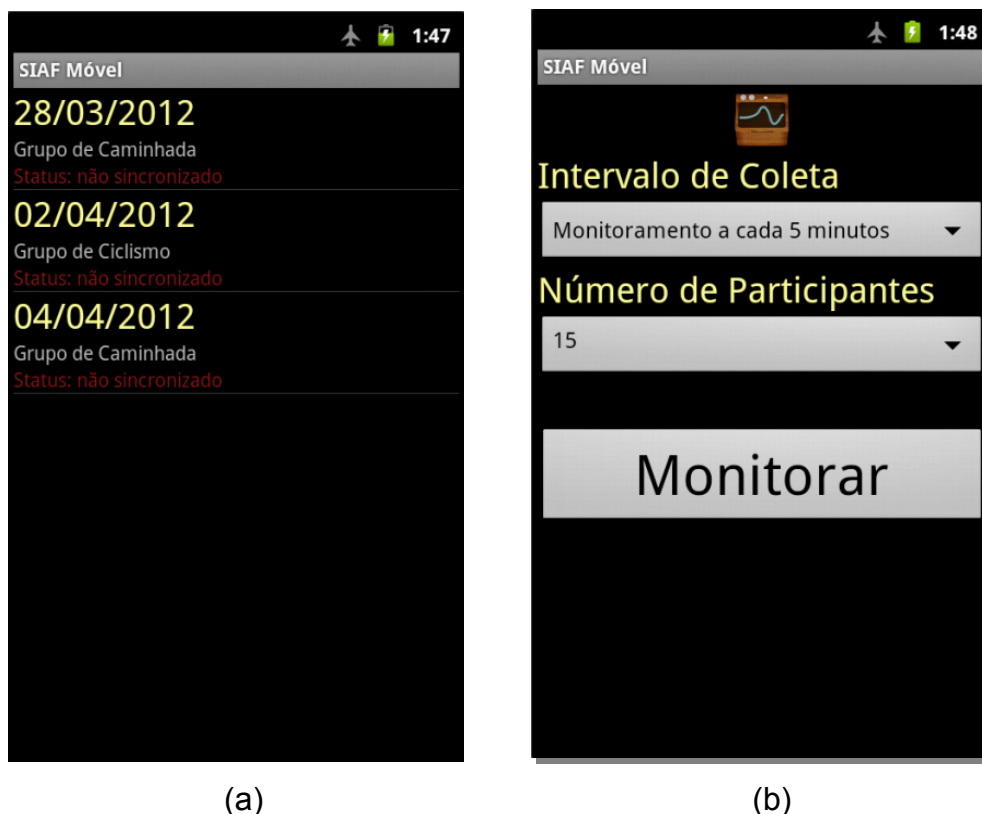 1:47
SIAF Móvel
28/03/2012
Grupo de Caminhada
Status: não sincronizado
02/04/2012
Grupo de Ciclismo
Status: não sincronizado
04/04/2012
Grupo de Caminhada
Status: não sincronizado
(a)
1:48
SIAF Móvel
Intervalo de Coleta
Monitoramento a cada 5 minutos
Número de Participantes
15
Monitorar
(b)